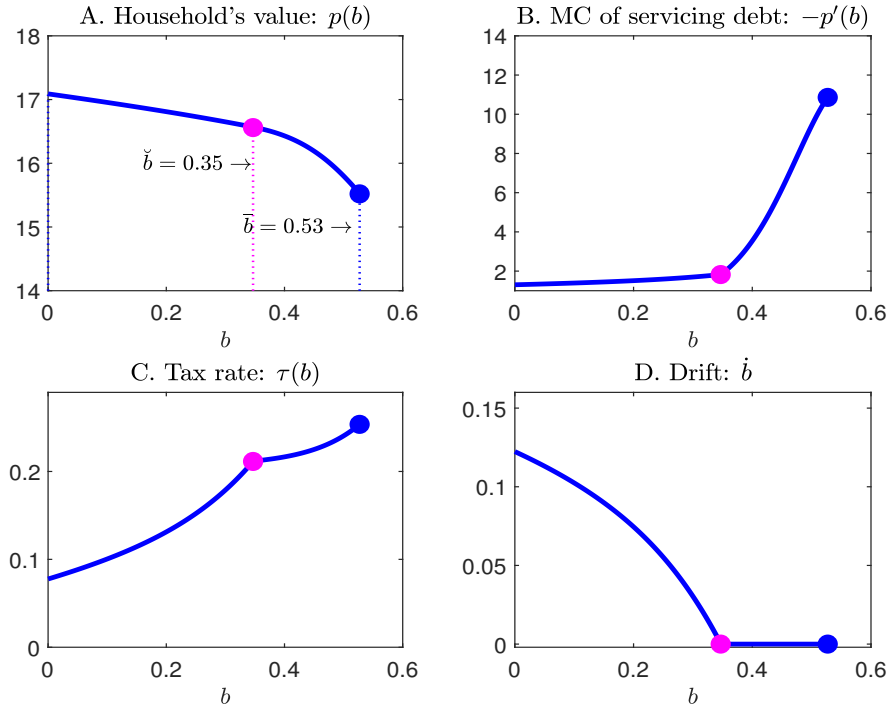 A. Household's value: p(b)
18
17
16
15
14
b̆ = 0.35 →
b̅ = 0.53 →
0 0.2 0.4 0.6
b
B. MC of servicing debt: −p′(b)
14
12
10
8
6
4
2
0 0.2 0.4 0.6
b
C. Tax rate: τ(b)
0.2
0.1
0
0 0.2 0.4 0.6
b
D. Drift: ḃ
0.15
0.1
0.05
0
0 0.2 0.4 0.6
b